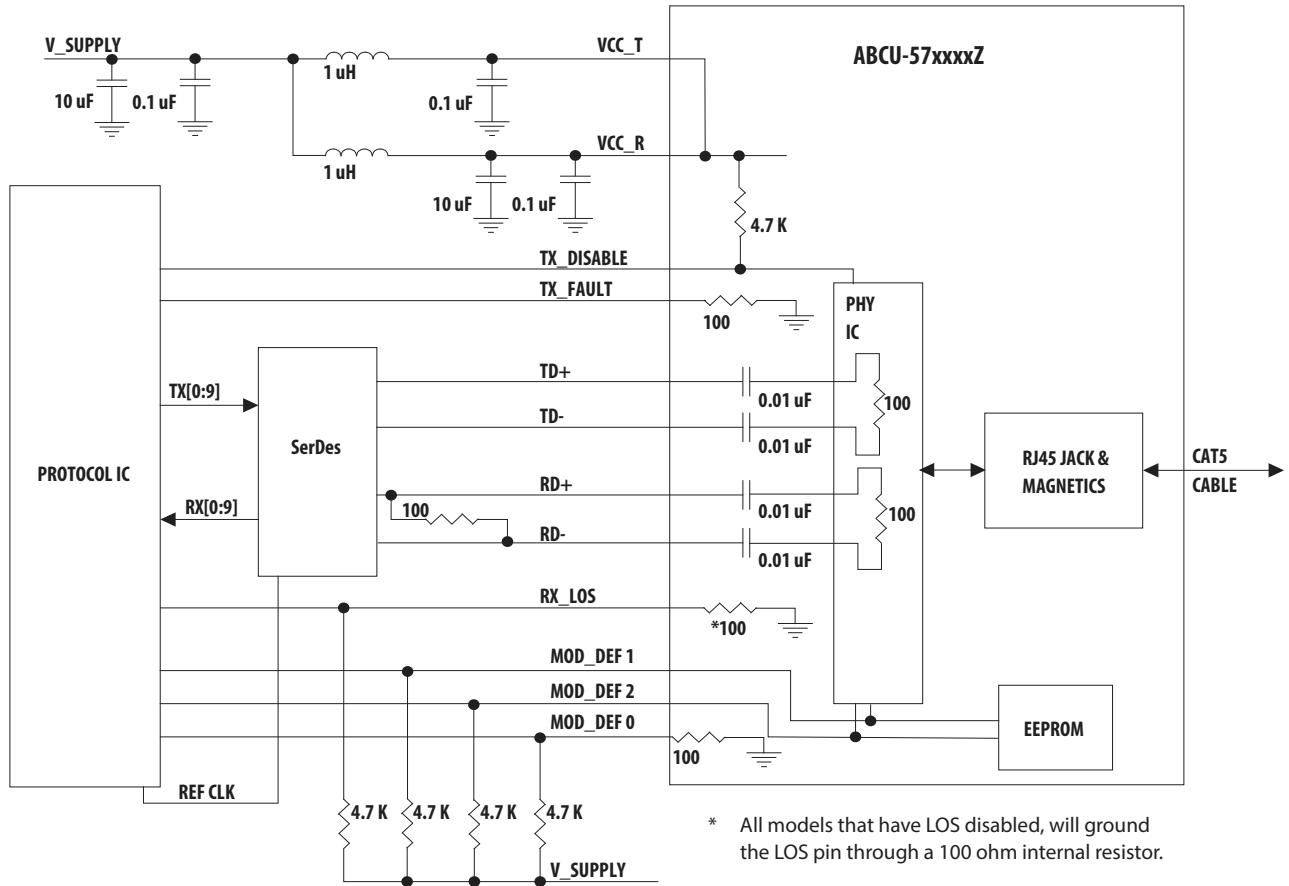 V_SUPPLY
VCC_T
ABCU-57xxxxZ
1 uH
10 uF
0.1 uF
0.1 uF
VCC_R
1 uH
10 uF
0.1 uF
4.7 K
TX_DISABLE
TX_FAULT
100
PHY
IC
TD+
0.01 uF
100
TX[0:9]
TD-
0.01 uF
SerDes
PROTOCOL IC
RJ45 JACK &
MAGNETICS
CAT5
CABLE
RD+
0.01 uF
100
RX[0:9]
100
RD-
0.01 uF
RX_LOS
*100
MOD_DEF 1
MOD_DEF 2
MOD_DEF 0
100
EEPROM
REF CLK
4.7 K
4.7 K
4.7 K
4.7 K
V_SUPPLY
* All models that have LOS disabled, will ground
the LOS pin through a 100 ohm internal resistor.